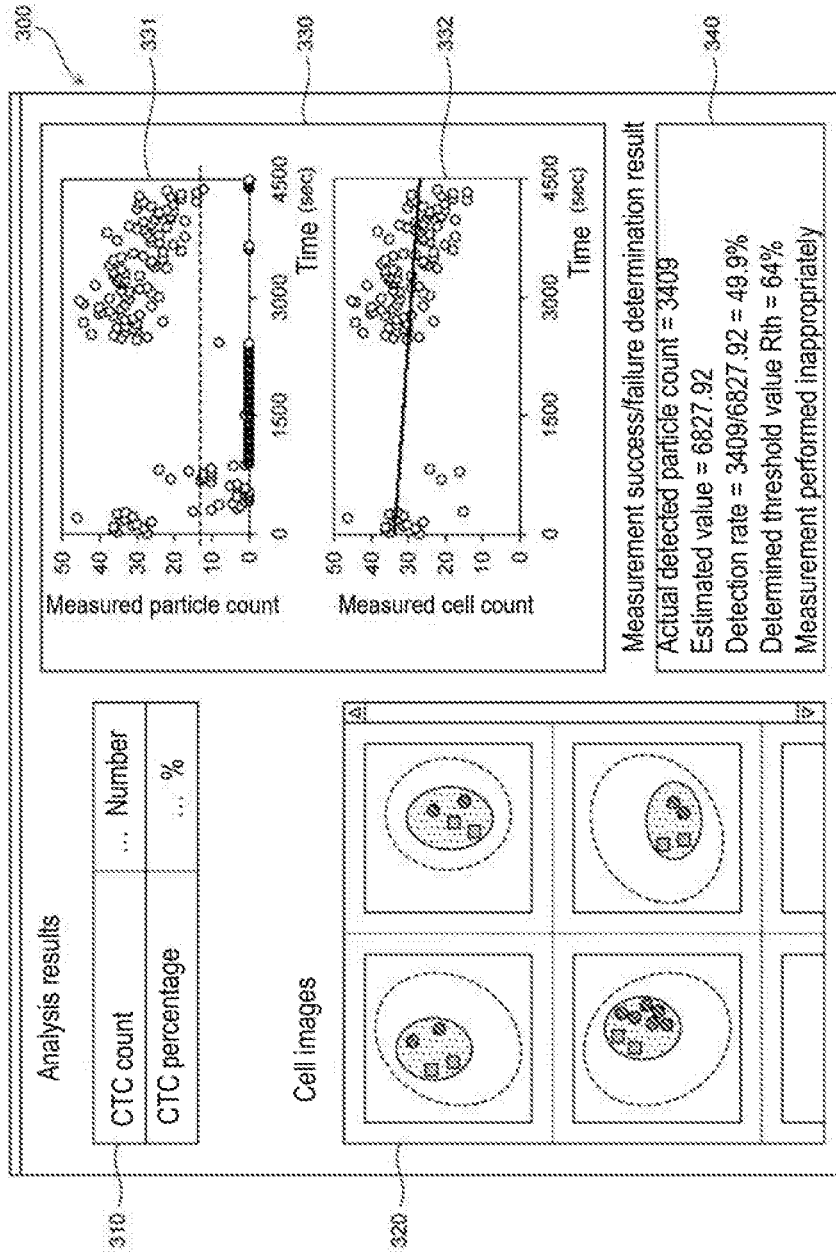 300
Analysis results
310
CTC count
... Number
CTC percentage
... %
Cell images
320
330
331
Measured particle count
50
40
30
20
10
0
0
1500
3000
4500
Time (sec)
332
Measured cell count
50
40
30
20
10
0
0
1500
3000
4500
Time (sec)
Measurement success/failure determination result
340
Actual detected particle count = 3409
Estimated value = 6827.92
Detection rate = 3409/6827.92 = 49.9%
Determined threshold value Rth = 64%
Measurement performed inappropriately